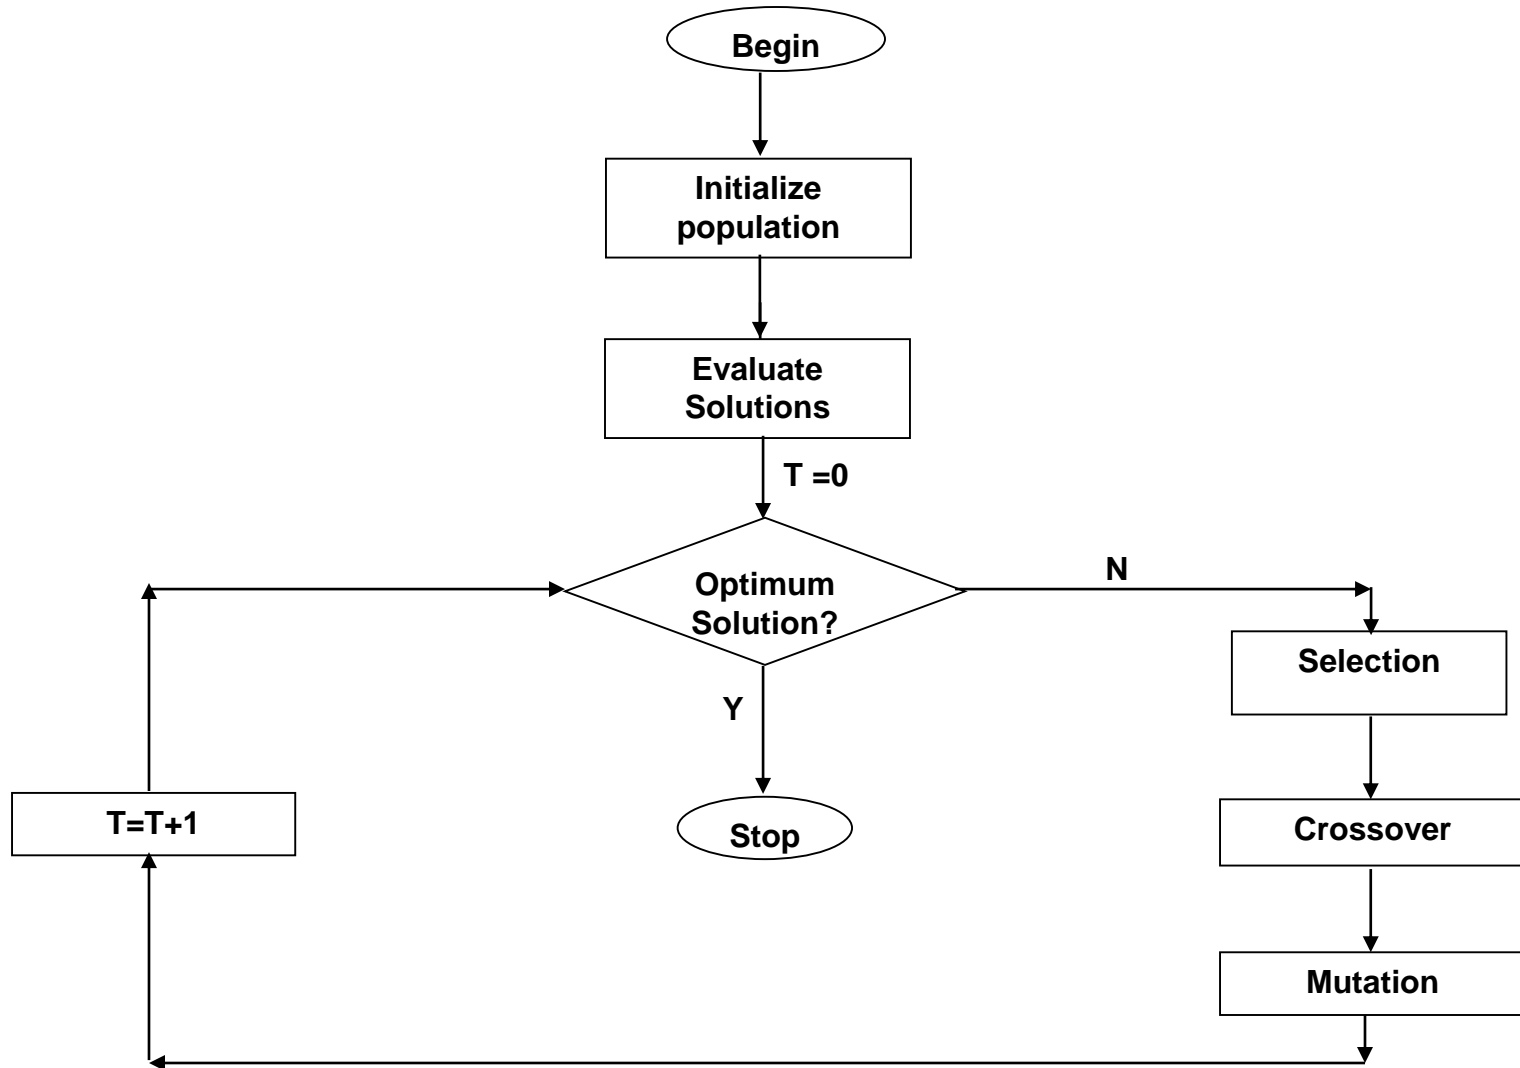 Begin
Initialize
population
Evaluate
Solutions
T =0
Optimum
Solution?
N
Y
Selection
Crossover
Mutation
T=T+1
Stop